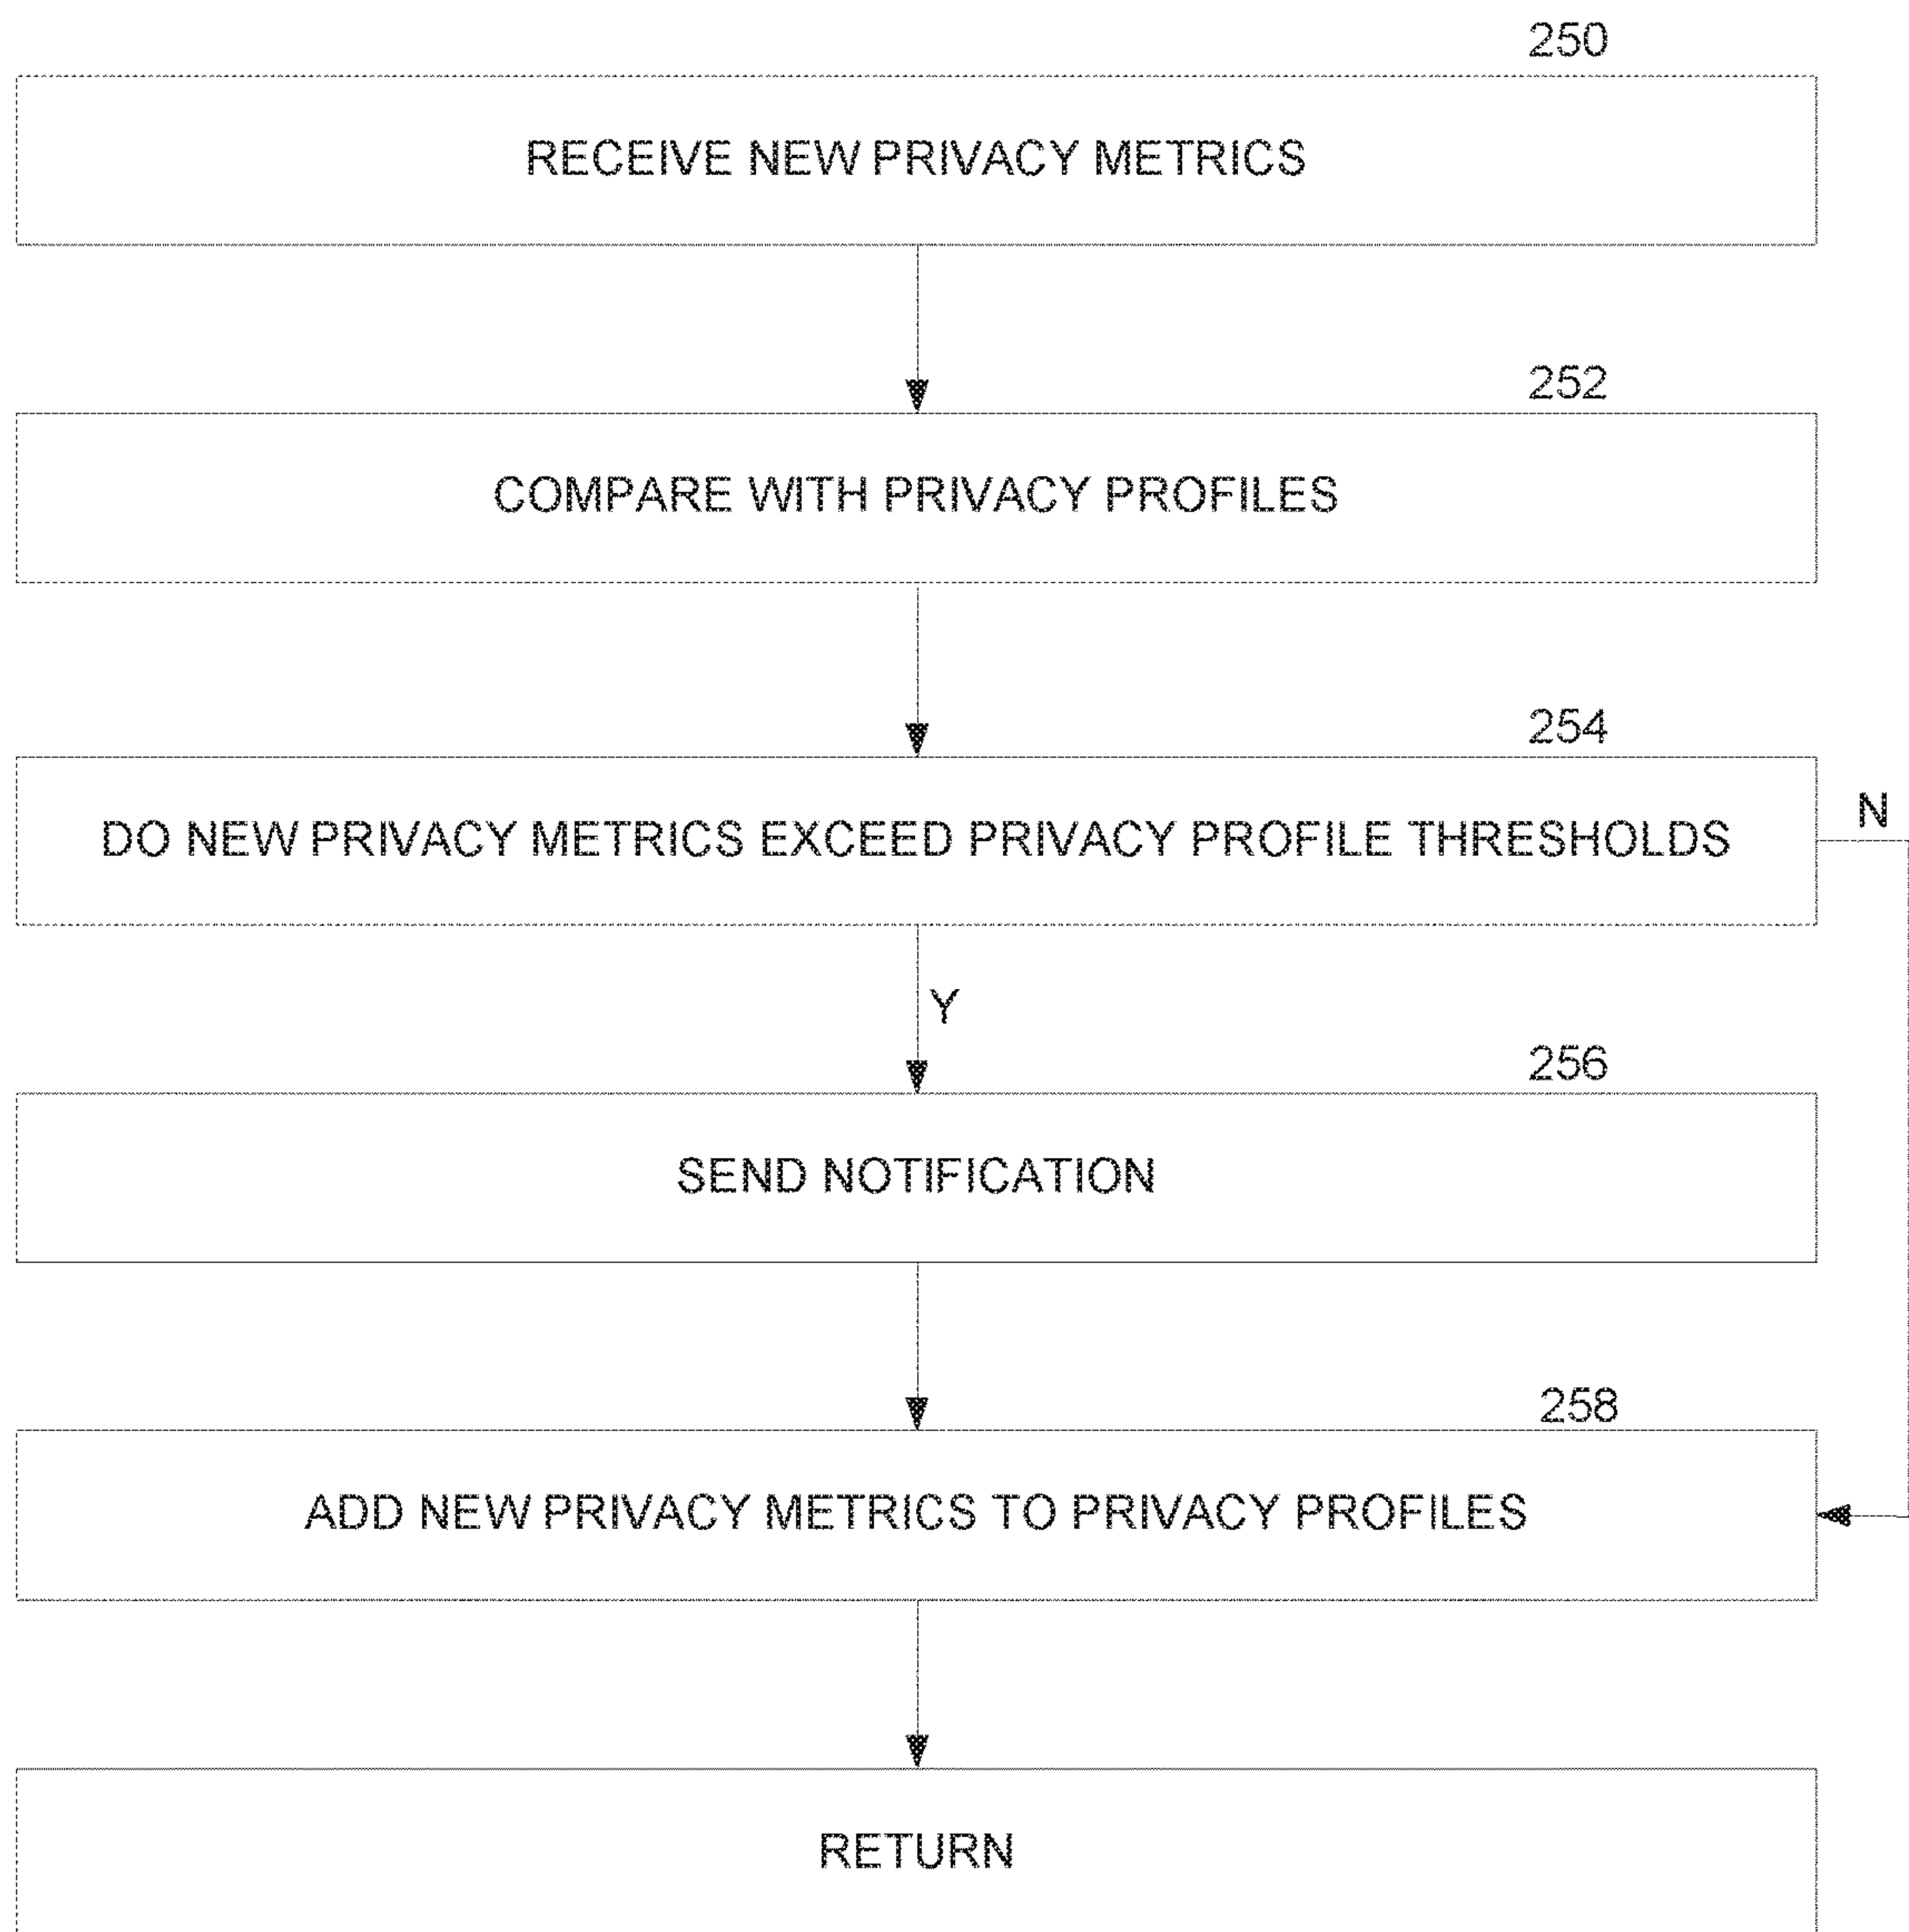 250
RECEIVE NEW PRIVACY METRICS
252
COMPARE WITH PRIVACY PROFILES
254
DO NEW PRIVACY METRICS EXCEED PRIVACY PROFILE THRESHOLDS
N
Y
256
SEND NOTIFICATION
258
ADD NEW PRIVACY METRICS TO PRIVACY PROFILES
RETURN